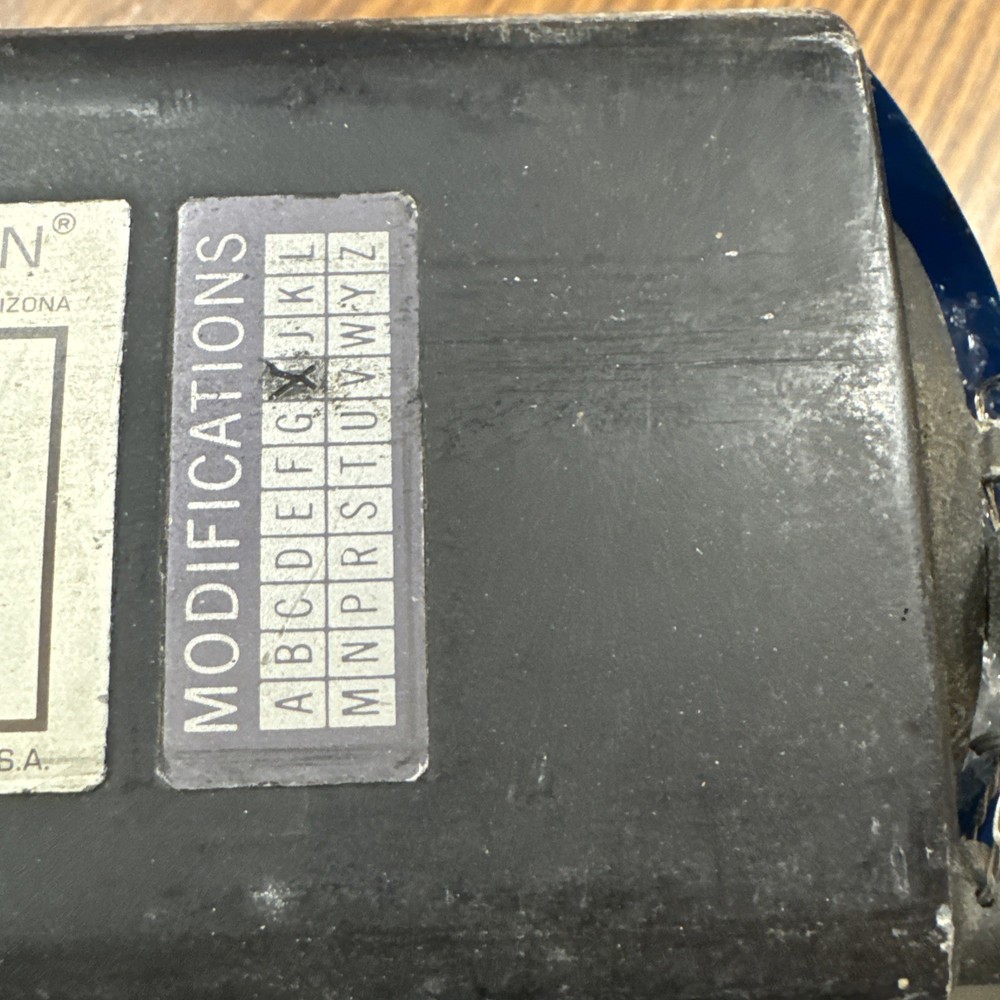 N®
IZONA
S.A.
MODIFICATIONS
A B C D E F G X J K L
M N P R S T U V W Y Z